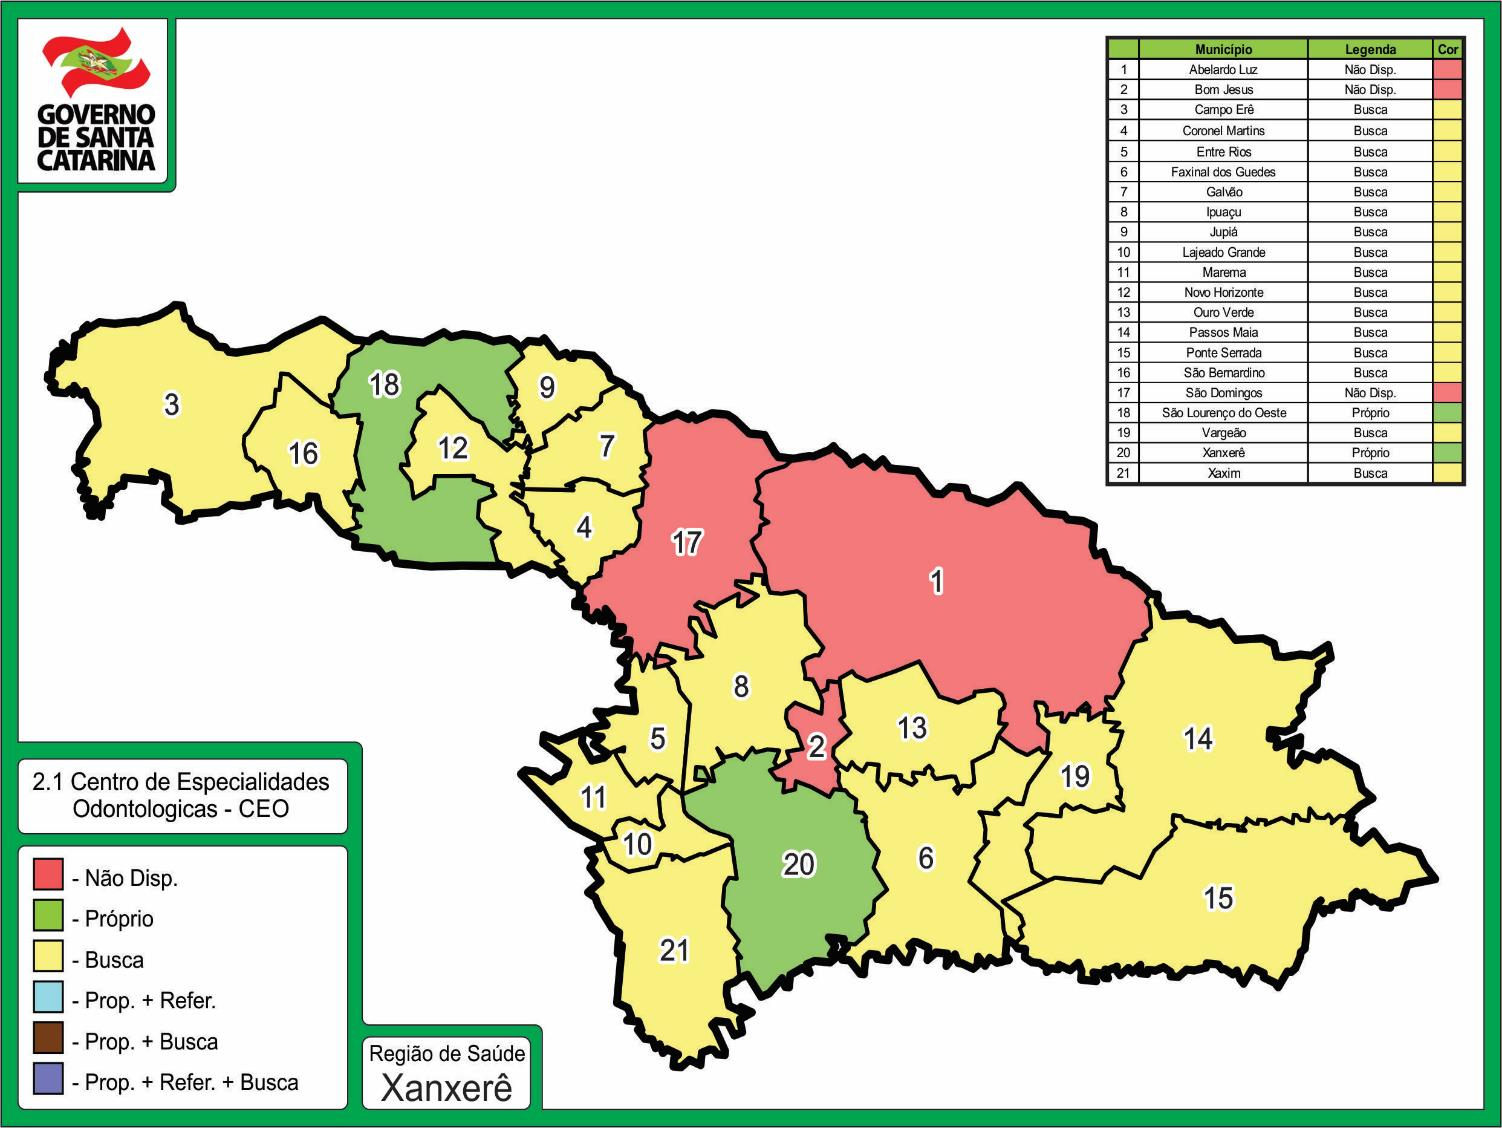 GOVERNO
DE SANTA
CATARINA
Município Legenda Cor
1 Abelardo Luz Não Disp.
2 Bom Jesus Não Disp.
3 Campo Erê Busca
4 Coronel Martins Busca
5 Entre Rios Busca
6 Faxinal dos Guedes Busca
7 Galvão Busca
8 Ipuaçu Busca
9 Jupiá Busca
10 Lajeado Grande Busca
11 Marema Busca
12 Novo Horizonte Busca
13 Ouro Verde Busca
14 Passos Maia Busca
15 Ponte Serrada Busca
16 São Bernardino Busca
17 São Domingos Não Disp.
18 São Lourenço do Oeste Próprio
19 Vargeão Busca
20 Xanxerê Próprio
21 Xaxim Busca
18
9
3
12
7
16
4
17
1
8
13
5
2
14
19
11
10
20
6
15
21
2.1 Centro de Especialidades
Odontologicas - CEO
- Não Disp.
- Próprio
- Busca
- Prop. + Refer.
- Prop. + Busca
- Prop. + Refer. + Busca
Região de Saúde
Xanxerê